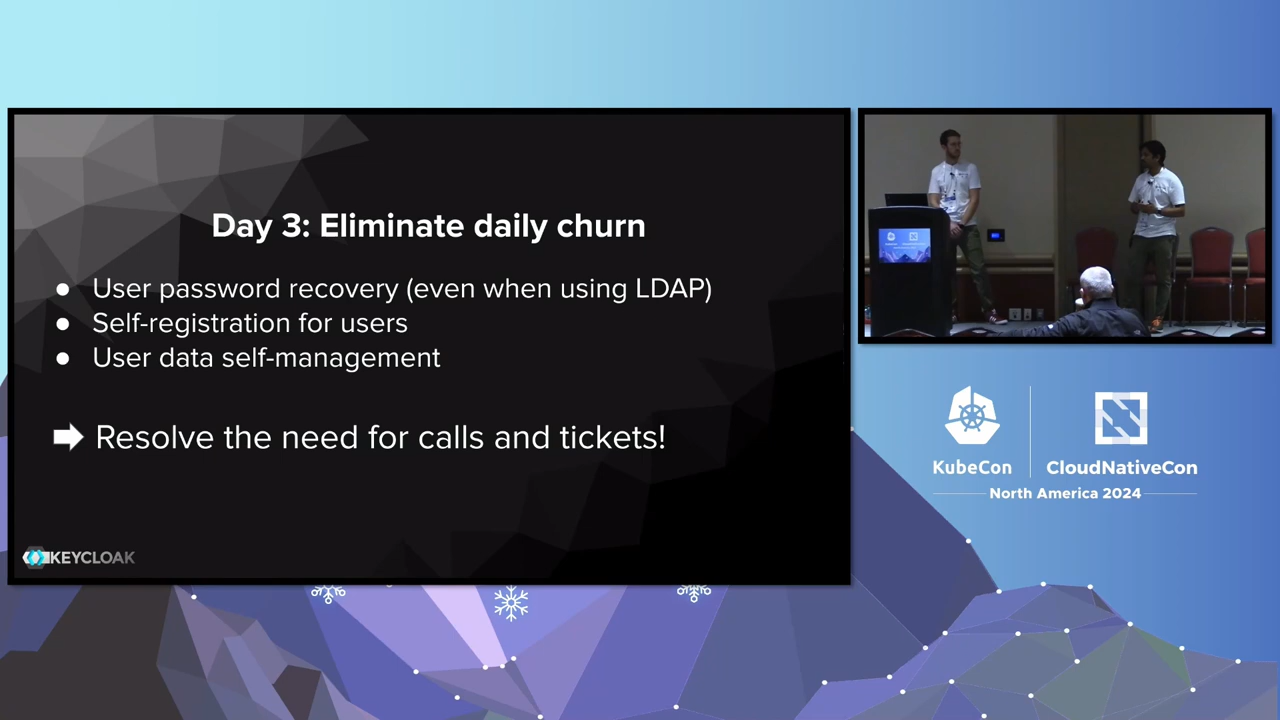 Day 3: Eliminate daily churn
● User password recovery (even when using LDAP)
● Self-registration for users
● User data self-management
➡ Resolve the need for calls and tickets!
KEYCLOAK
KubeCon
CloudNativeCon
North America 2024